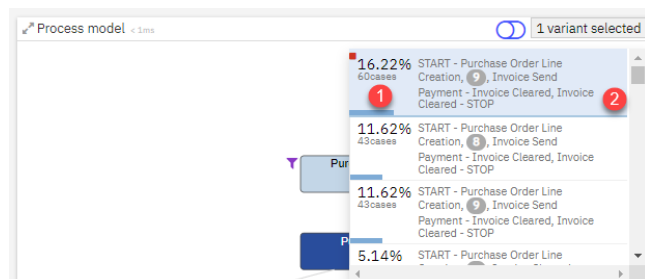 Process model < 1ms
1 variant selected
16.22% START - Purchase Order Line
60cases Creation, 9, Invoice Send
1 Payment - Invoice Cleared, Invoice 2
Cleared - STOP
11.62% START - Purchase Order Line
43cases Creation, 8, Invoice Send
Payment - Invoice Cleared, Invoice
Cleared - STOP
Pur
11.62% START - Purchase Order Line
43cases Creation, 9, Invoice Send
Payment - Invoice Cleared, Invoice
Cleared - STOP
P
5.14% START - Purchase Order Line